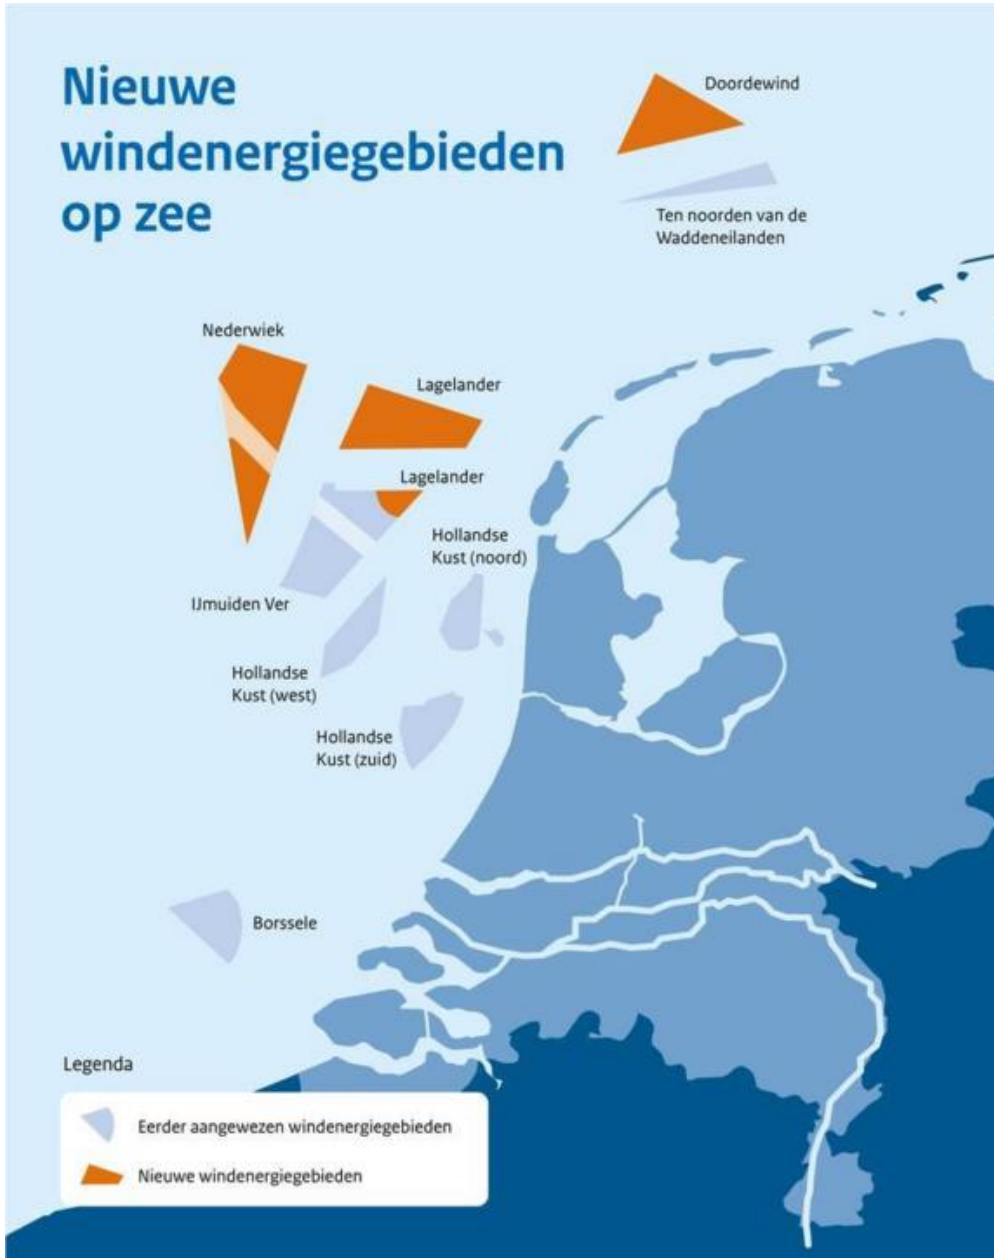 Nieuwe
windenergiegebieden
op zee
Doordewind
Ten noorden van de
Waddeneilanden
Nederwiek
Lagelander
Lagelander
Hollandse
Kust (noord)
IJmuiden Ver
Hollandse
Kust (west)
Hollandse
Kust (zuid)
Borssele
Legenda
Eerder aangewezen windenergiegebieden
Nieuwe windenergiegebieden